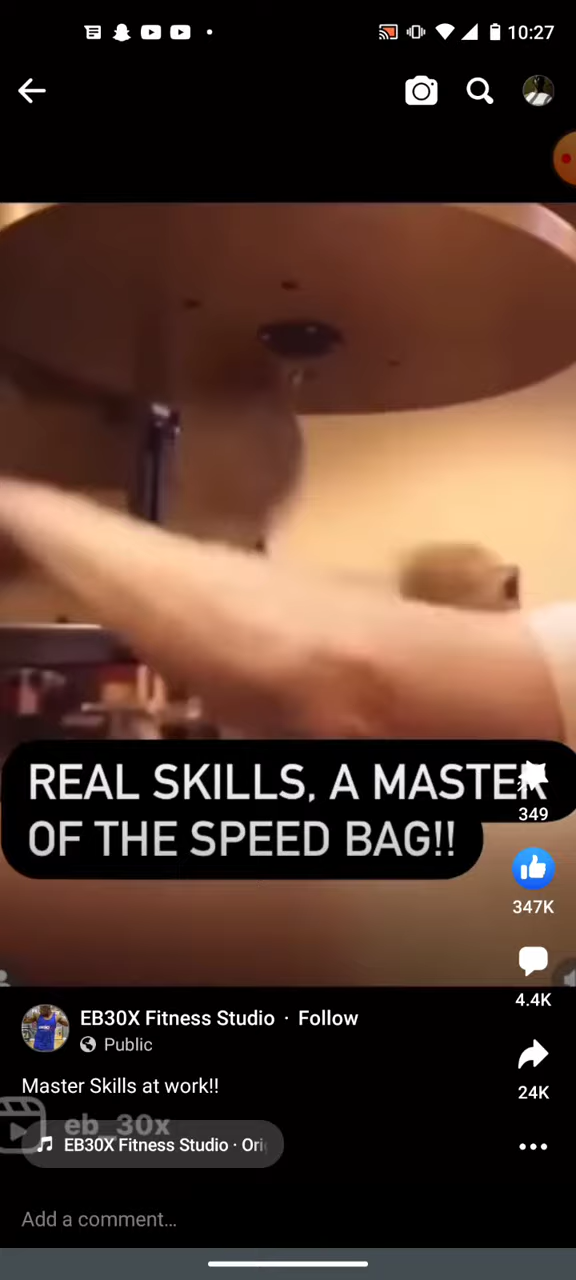 10:27
REAL SKILLS, A MASTER
OF THE SPEED BAG!!
349
347K
4.4K
24K
EB30X Fitness Studio · Follow
Public
Master Skills at work!!
eb_30x
EB30X Fitness Studio · Ori
Add a comment...